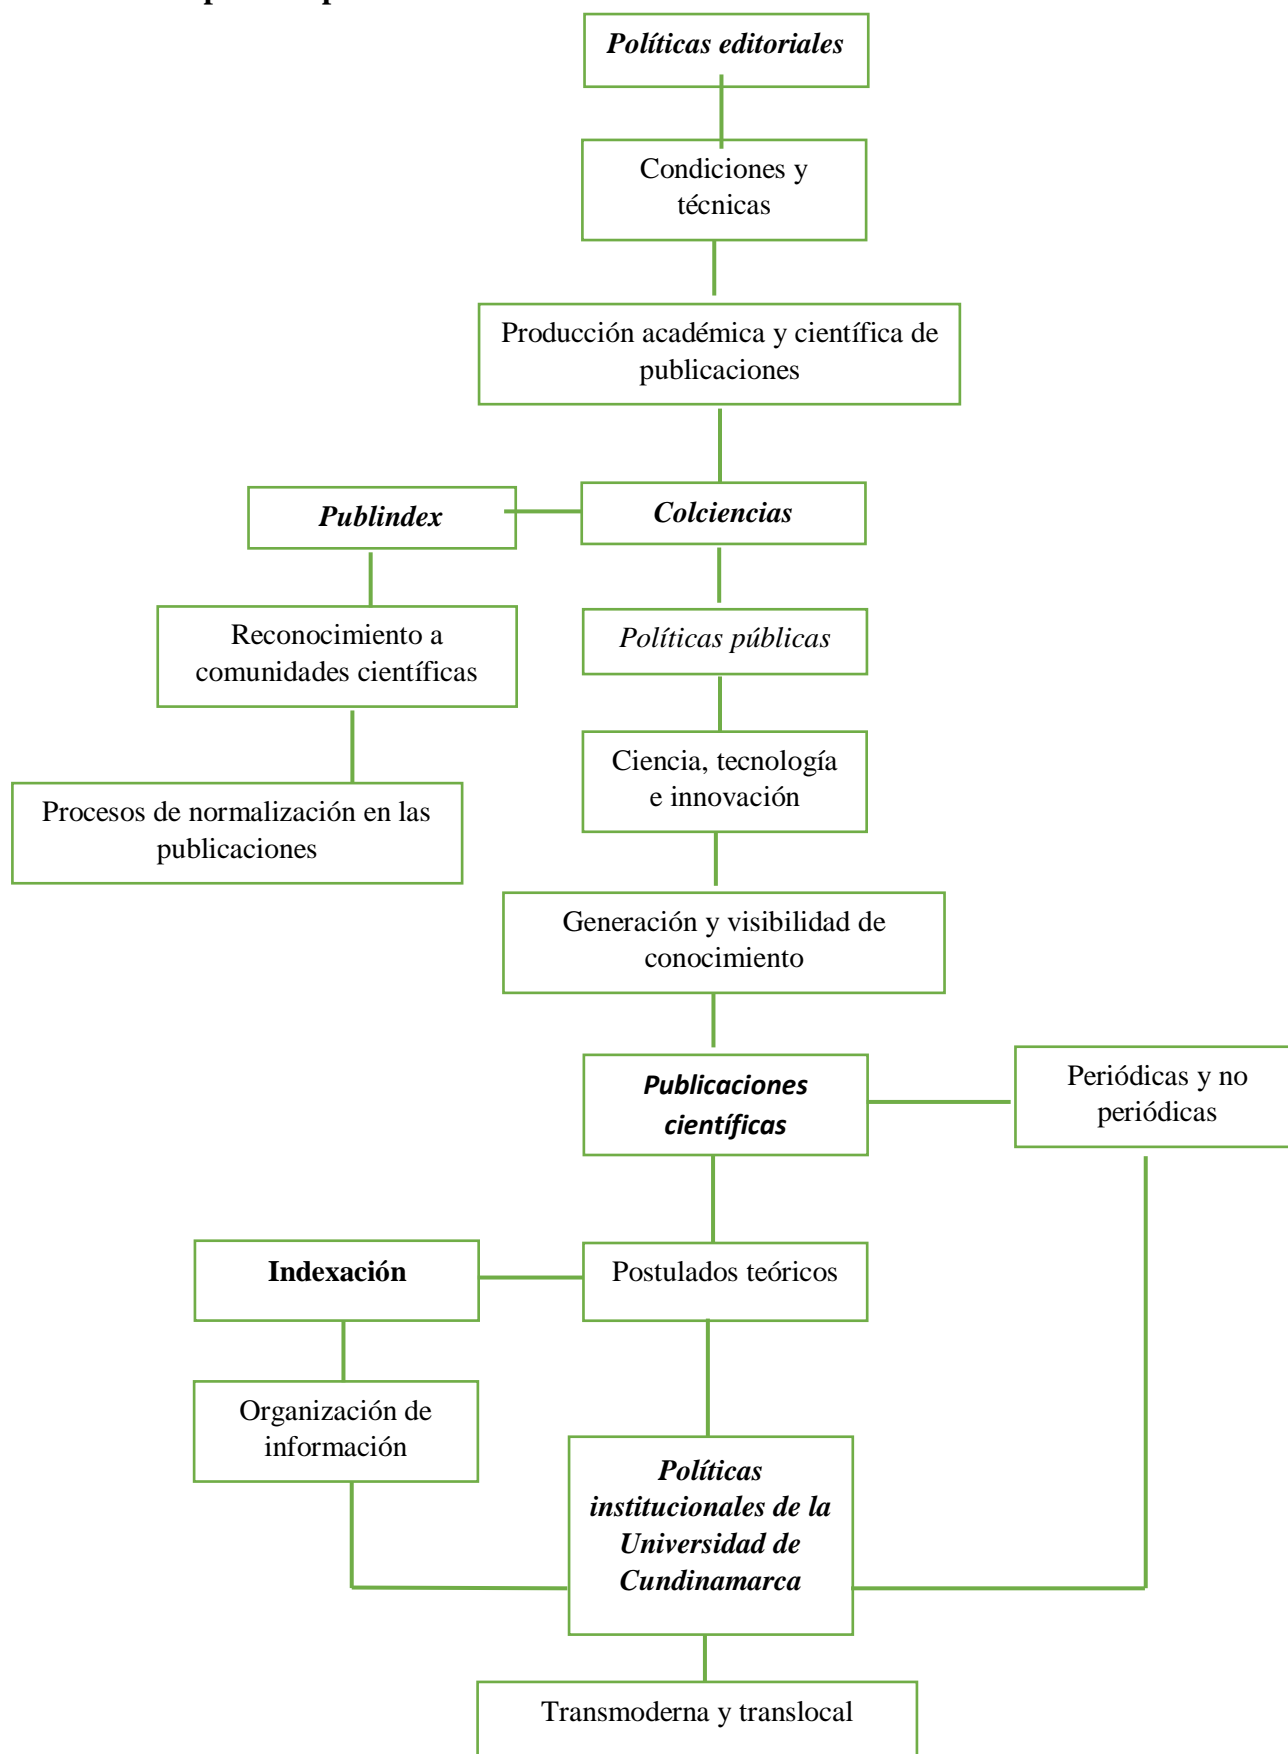 Políticas editoriales
Condiciones y
técnicas
Producción académica y científica de
publicaciones
Publindex
Colciencias
Reconocimiento a
comunidades científicas
Políticas públicas
Procesos de normalización en las
publicaciones
Ciencia, tecnología
e innovación
Generación y visibilidad de
conocimiento
Publicaciones
científicas
Periódicas y no
periódicas
Indexación
Postulados teóricos
Organización de
información
Políticas
institucionales de la
Universidad de
Cundinamarca
Transmoderna y translocal